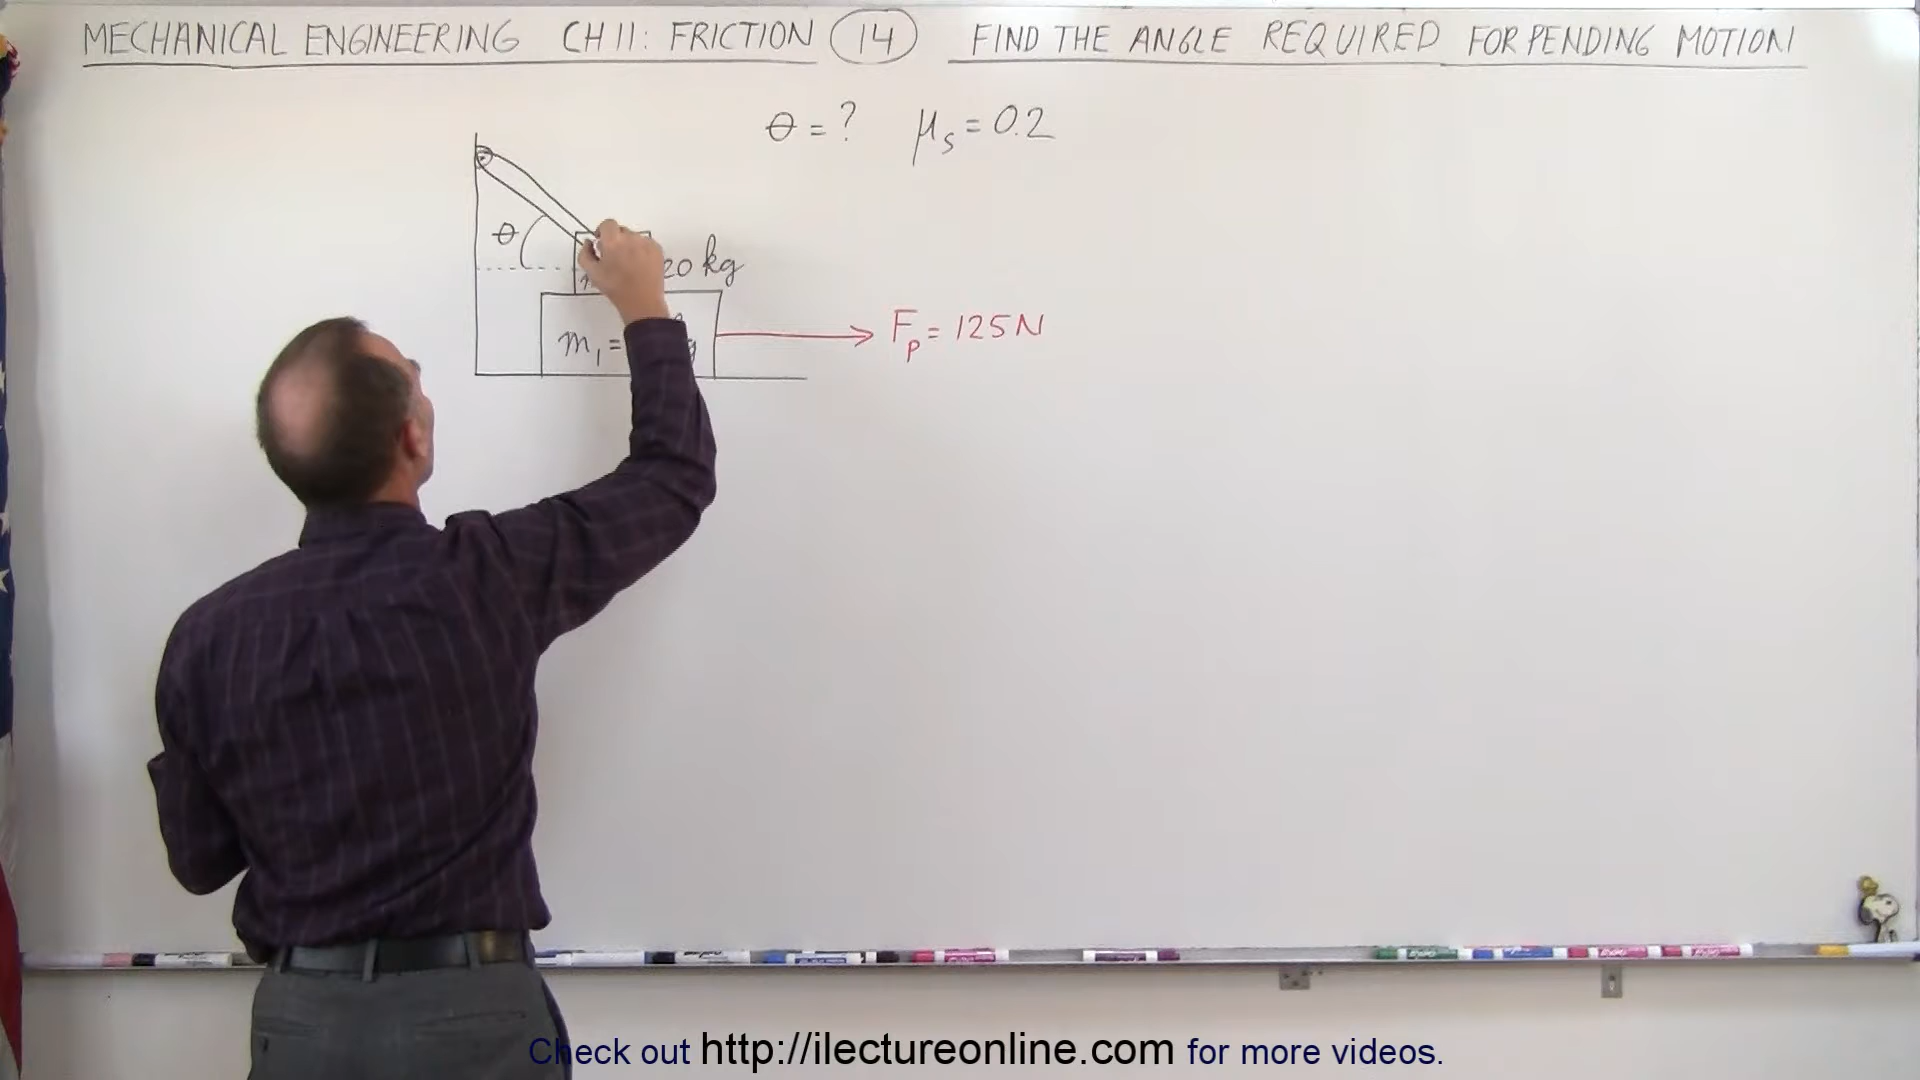 MECHANICAL ENGINEERING CH 11: FRICTION 14 FIND THE ANGLE REQUIRED FOR PENDING MOTION
θ = ? μs = 0.2
θ
20 kg
m1 =
Fp = 125 N
Check out http://ilectureonline.com for more videos.